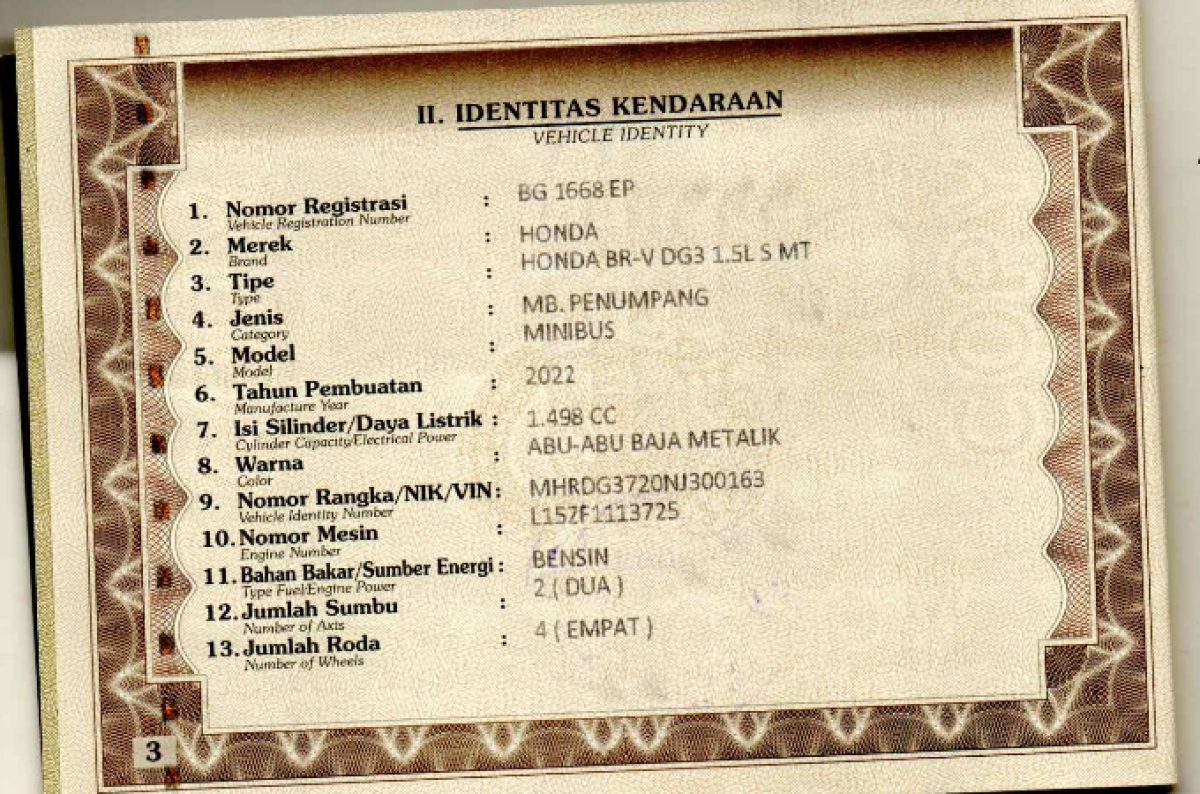 II. IDENTITAS KENDARAAN
VEHICLE IDENTITY
1. Nomor Registrasi : BG 1668 EP
Vehicle Registration Number
2. Merek : HONDA
Brand
3. Tipe : HONDA BR-V DG3 1.5L S MT
Type
4. Jenis : MB. PENUMPANG
Category
5. Model : MINIBUS
Model
6. Tahun Pembuatan : 2022
Manufacture Year
7. Isi Silinder/Daya Listrik : 1.498 CC
Cylinder Capacity/Electrical Power
8. Warna : ABU-ABU BAJA METALIK
Color
9. Nomor Rangka/NIK/VIN : MHRDG3720NJ300163
Vehicle Identity Number
10. Nomor Mesin : L15ZF1113725
Engine Number
11. Bahan Bakar/Sumber Energi : BENSIN
Type Fuel/Engine Power
12. Jumlah Sumbu : 2 ( DUA )
Number of Axis
13. Jumlah Roda : 4 ( EMPAT )
Number of Wheels
3